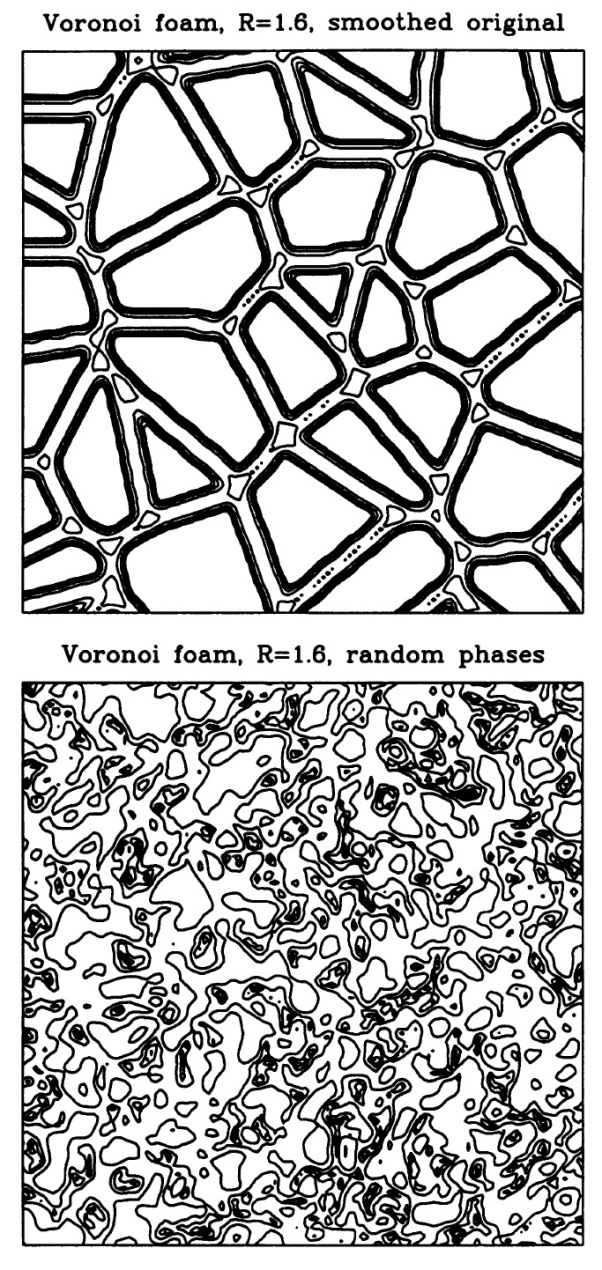 Voronoi foam, R=1.6, smoothed original
Voronoi foam, R=1.6, random phases